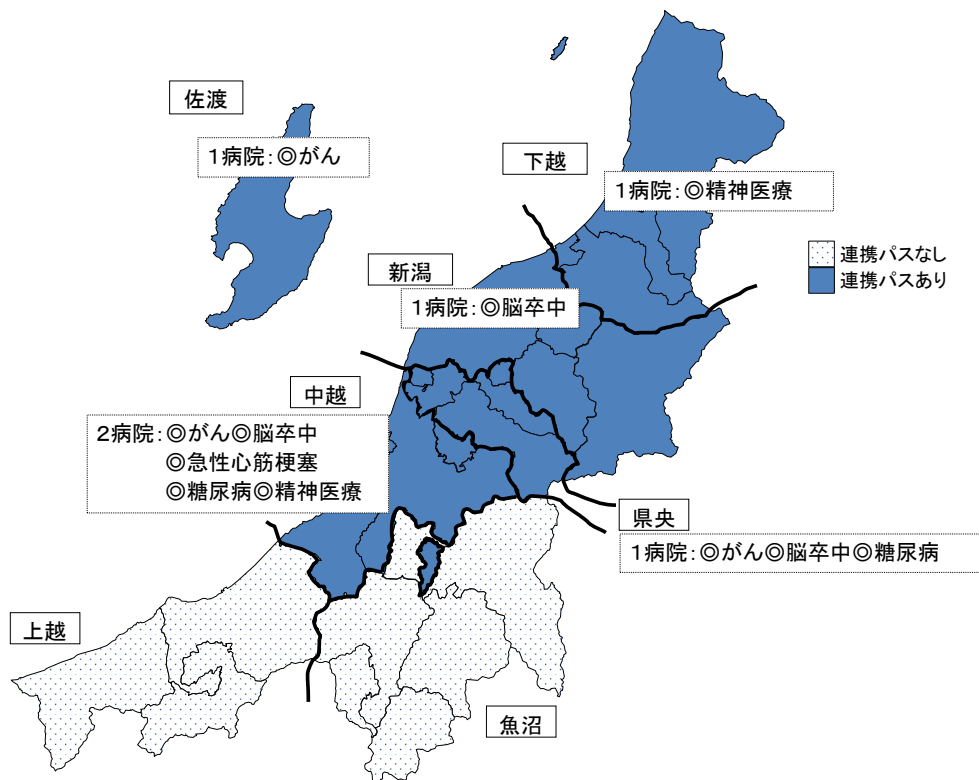 佐渡
1病院:◎がん
下越
1病院:◎精神医療
連携パスなし
連携パスあり
新潟
1病院:◎脳卒中
中越
2病院:◎がん◎脳卒中
◎急性心筋梗塞
◎糖尿病◎精神医療
県央
1病院:◎がん◎脳卒中◎糖尿病
上越
魚沼